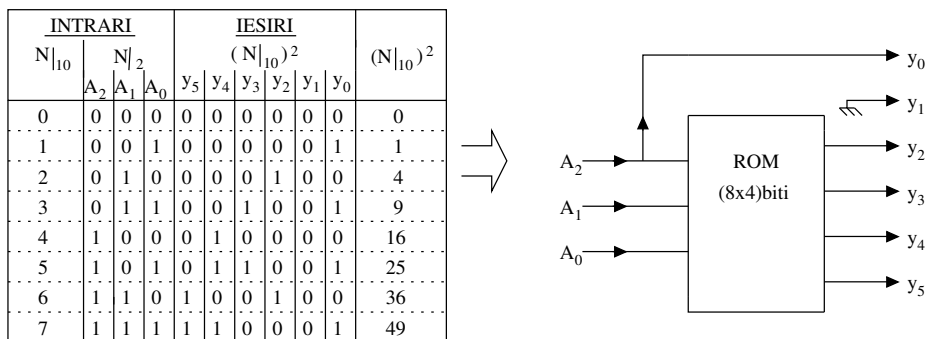 INTRARI IESIRI
N|10 N|2 (N|10)2 (N|10)2
A2 A1 A0 y5 y4 y3 y2 y1 y0
0 0 0 0 0 0 0 0 0 0 0
1 0 0 1 0 0 0 0 0 1 1
2 0 1 0 0 0 0 1 0 0 4
3 0 1 1 0 0 1 0 0 1 9
4 1 0 0 0 1 0 0 0 0 16
5 1 0 1 0 1 1 0 0 1 25
6 1 1 0 1 0 0 1 0 0 36
7 1 1 1 1 1 0 0 0 1 49
y0
y1
A2 ROM y2
(8x4)biti
A1 y3
A0 y4
y5